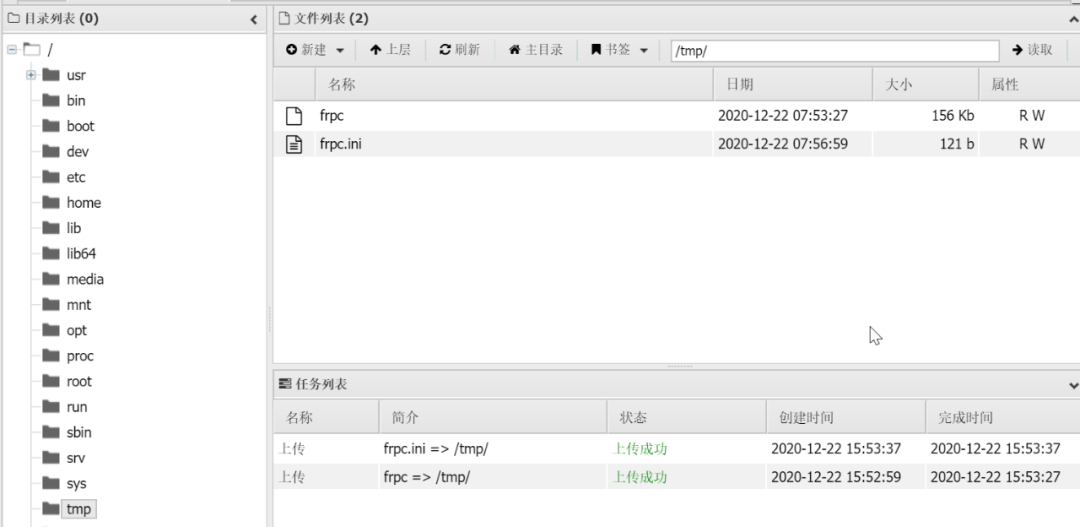 目录列表 (0)
/
usr
bin
boot
dev
etc
home
lib
lib64
media
mnt
opt
proc
root
run
sbin
srv
sys
tmp
文件列表 (2)
新建 上层 刷新 主目录 书签 /tmp/ 读取
名称 日期 大小 属性
frpc 2020-12-22 07:53:27 156 Kb R W
frpc.ini 2020-12-22 07:56:59 121 b R W
任务列表
名称 简介 状态 创建时间 完成时间
上传 frpc.ini => /tmp/ 上传成功 2020-12-22 15:53:37 2020-12-22 15:53:37
上传 frpc => /tmp/ 上传成功 2020-12-22 15:52:59 2020-12-22 15:53:27